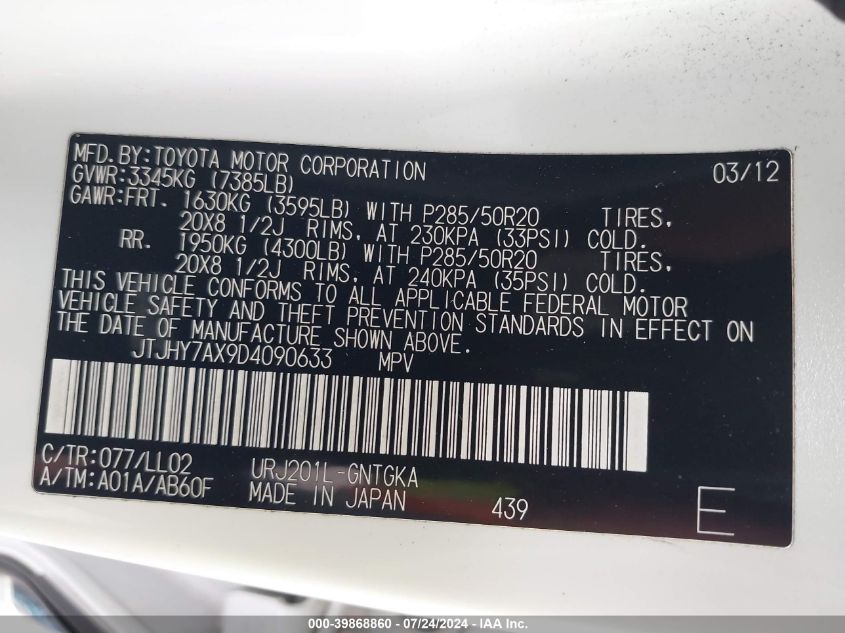 MFD. BY: TOYOTA MOTOR CORPORATION 03/12
GVWR: 3345KG (7385LB)
GAWR: FRT. 1630KG (3595LB) WITH P285/50R20 TIRES,
20X8 1/2J RIMS, AT 230KPA (33PSI) COLD.
RR. 1950KG (4300LB) WITH P285/50R20 TIRES,
20X8 1/2J RIMS, AT 240KPA (35PSI) COLD.
THIS VEHICLE CONFORMS TO ALL APPLICABLE FEDERAL MOTOR
VEHICLE SAFETY AND THEFT PREVENTION STANDARDS IN EFFECT ON
THE DATE OF MANUFACTURE SHOWN ABOVE.
JTJHY7AX9D4090633 MPV
C/TR: 077/LL02 URJ201L-GNTGKA
A/TM: A01A/AB60F MADE IN JAPAN 439 E
000-39868860 - 07/24/2024 - IAA Inc.